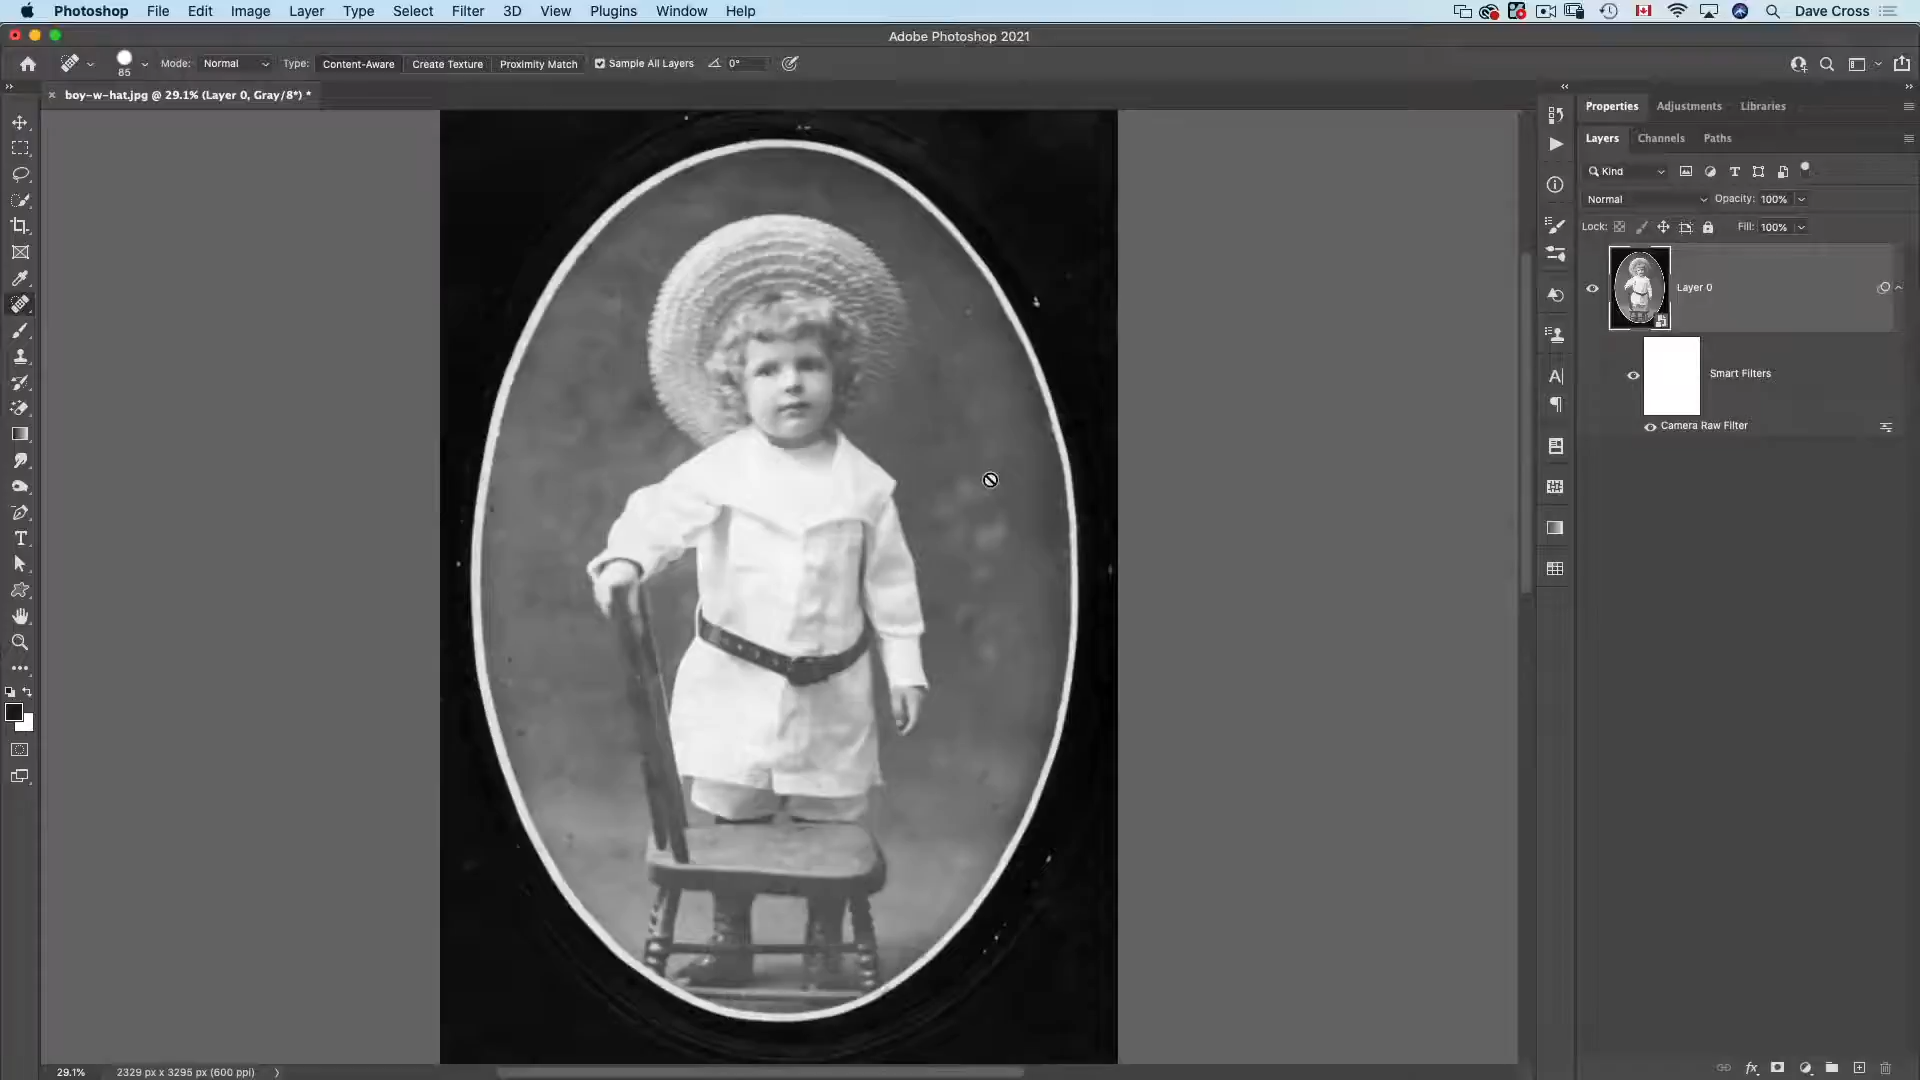 Photoshop File Edit Image Layer Type Select Filter 3D View Plugins Window Help Dave Cross
Adobe Photoshop 2021
85 Mode: Normal Type: Content-Aware Create Texture Proximity Match Sample All Layers 0°
boy-w-hat.jpg @ 29.1% (Layer 0, Gray/8*) *
Properties Adjustments Libraries
Layers Channels Paths
Kind
Normal Opacity: 100%
Lock: Fill: 100%
Layer 0
Smart Filters
Camera Raw Filter
29.1% 2329 px x 3295 px (600 ppi)